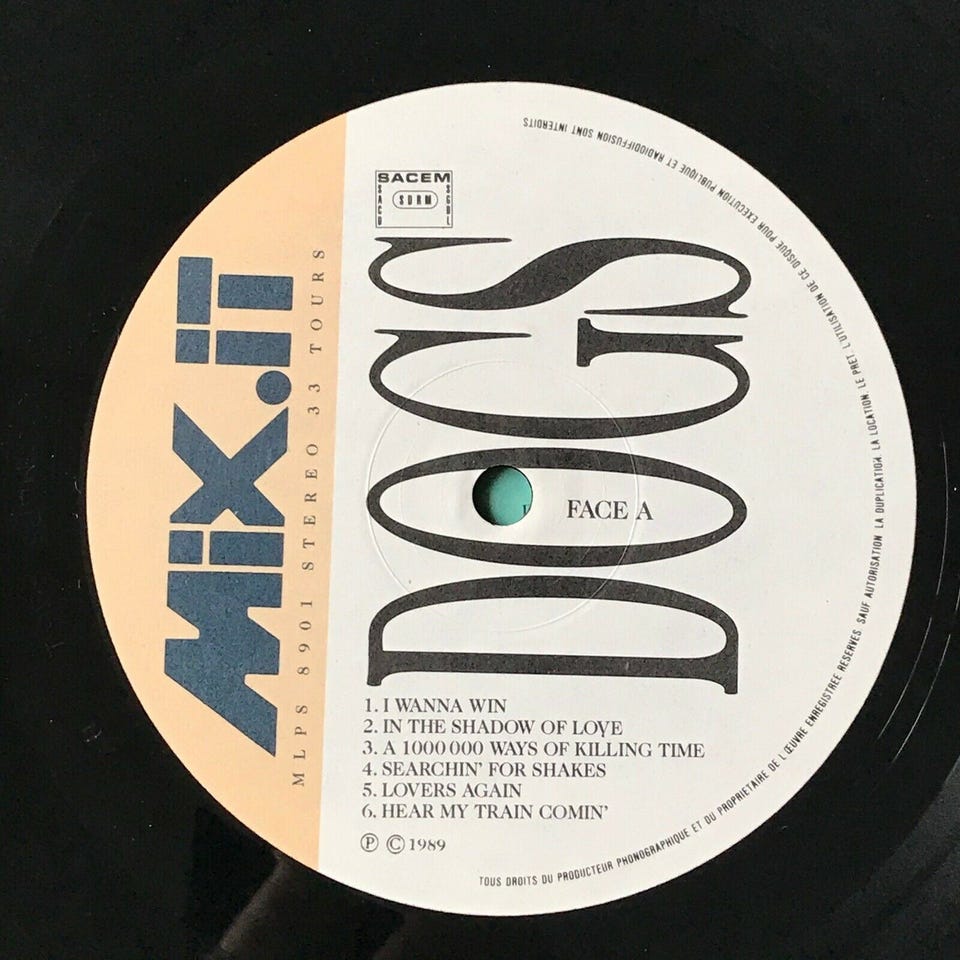 MiX.iT
MLPS 8901 STEREO 33 TOURS
SACEM
SACD
SDRM
SGDL
DOGS
FACE A
1. I WANNA WIN
2. IN THE SHADOW OF LOVE
3. A 1000 000 WAYS OF KILLING TIME
4. SEARCHIN' FOR SHAKES
5. LOVERS AGAIN
6. HEAR MY TRAIN COMIN'
Ⓟ © 1989
TOUS DROITS DU PRODUCTEUR PHONOGRAPHIQUE ET DU PROPRIETAIRE DE L'ŒUVRE ENREGISTREE RESERVES. SAUF AUTORISATION LA DUPLICATION. LA LOCATION. LE PRET. L'UTILISATION DE CE DISQUE POUR EXECUTION PUBLIQUE ET RADIODIFFUSION SONT INTERDITS